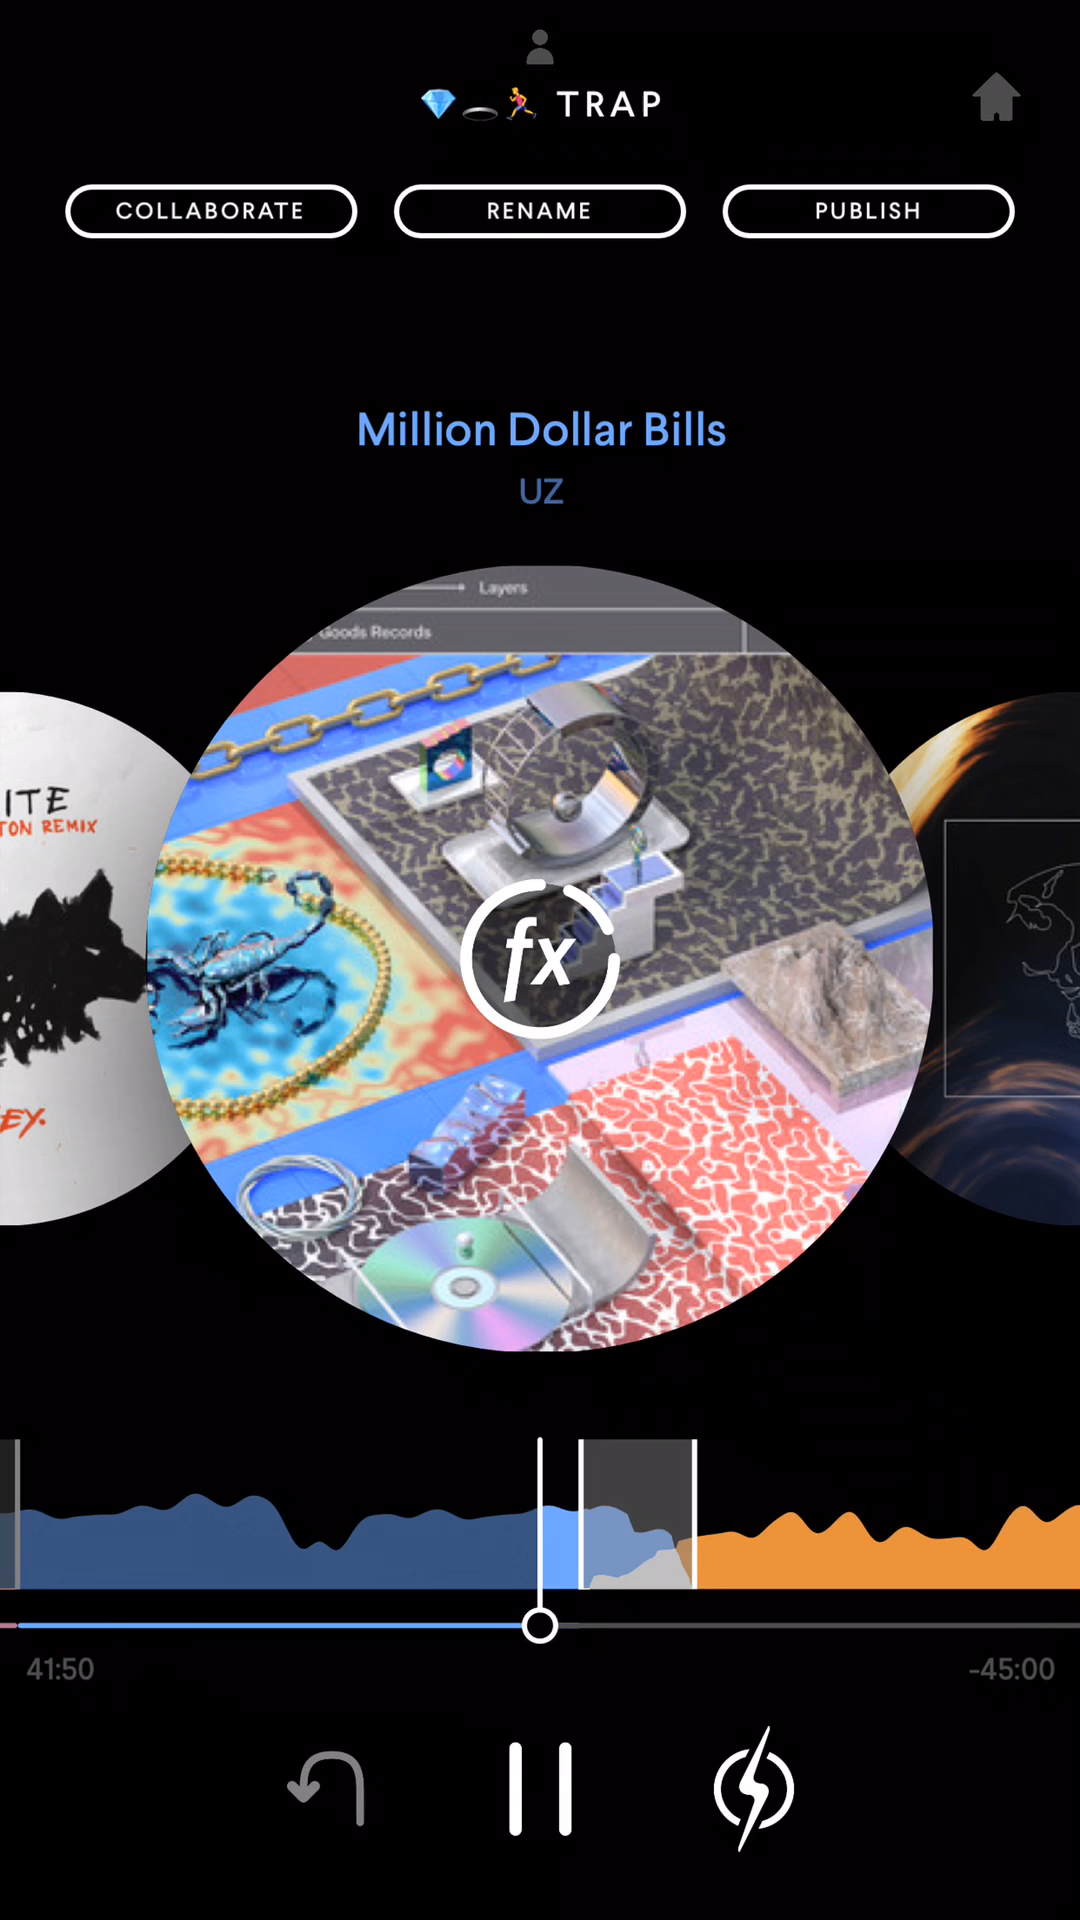 💎🕳️🏃 TRAP
COLLABORATE RENAME PUBLISH
Million Dollar Bills
UZ
Layers
Goods Records
ITE
TON REMIX
EY.
fx
41:50 -45:00